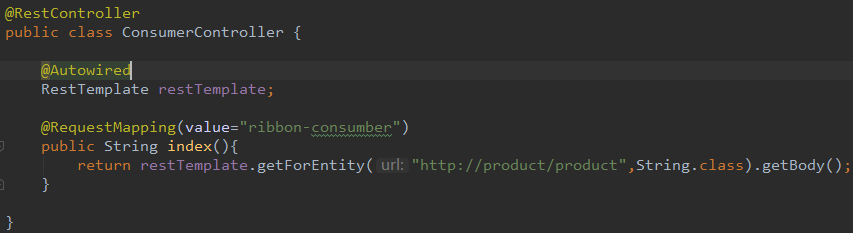 @RestController
public class ConsumerController {
@Autowired
RestTemplate restTemplate;
@RequestMapping(value="ribbon-consumber")
public String index(){
return restTemplate.getForEntity( url: "http://product/product",String.class).getBody();
}
}